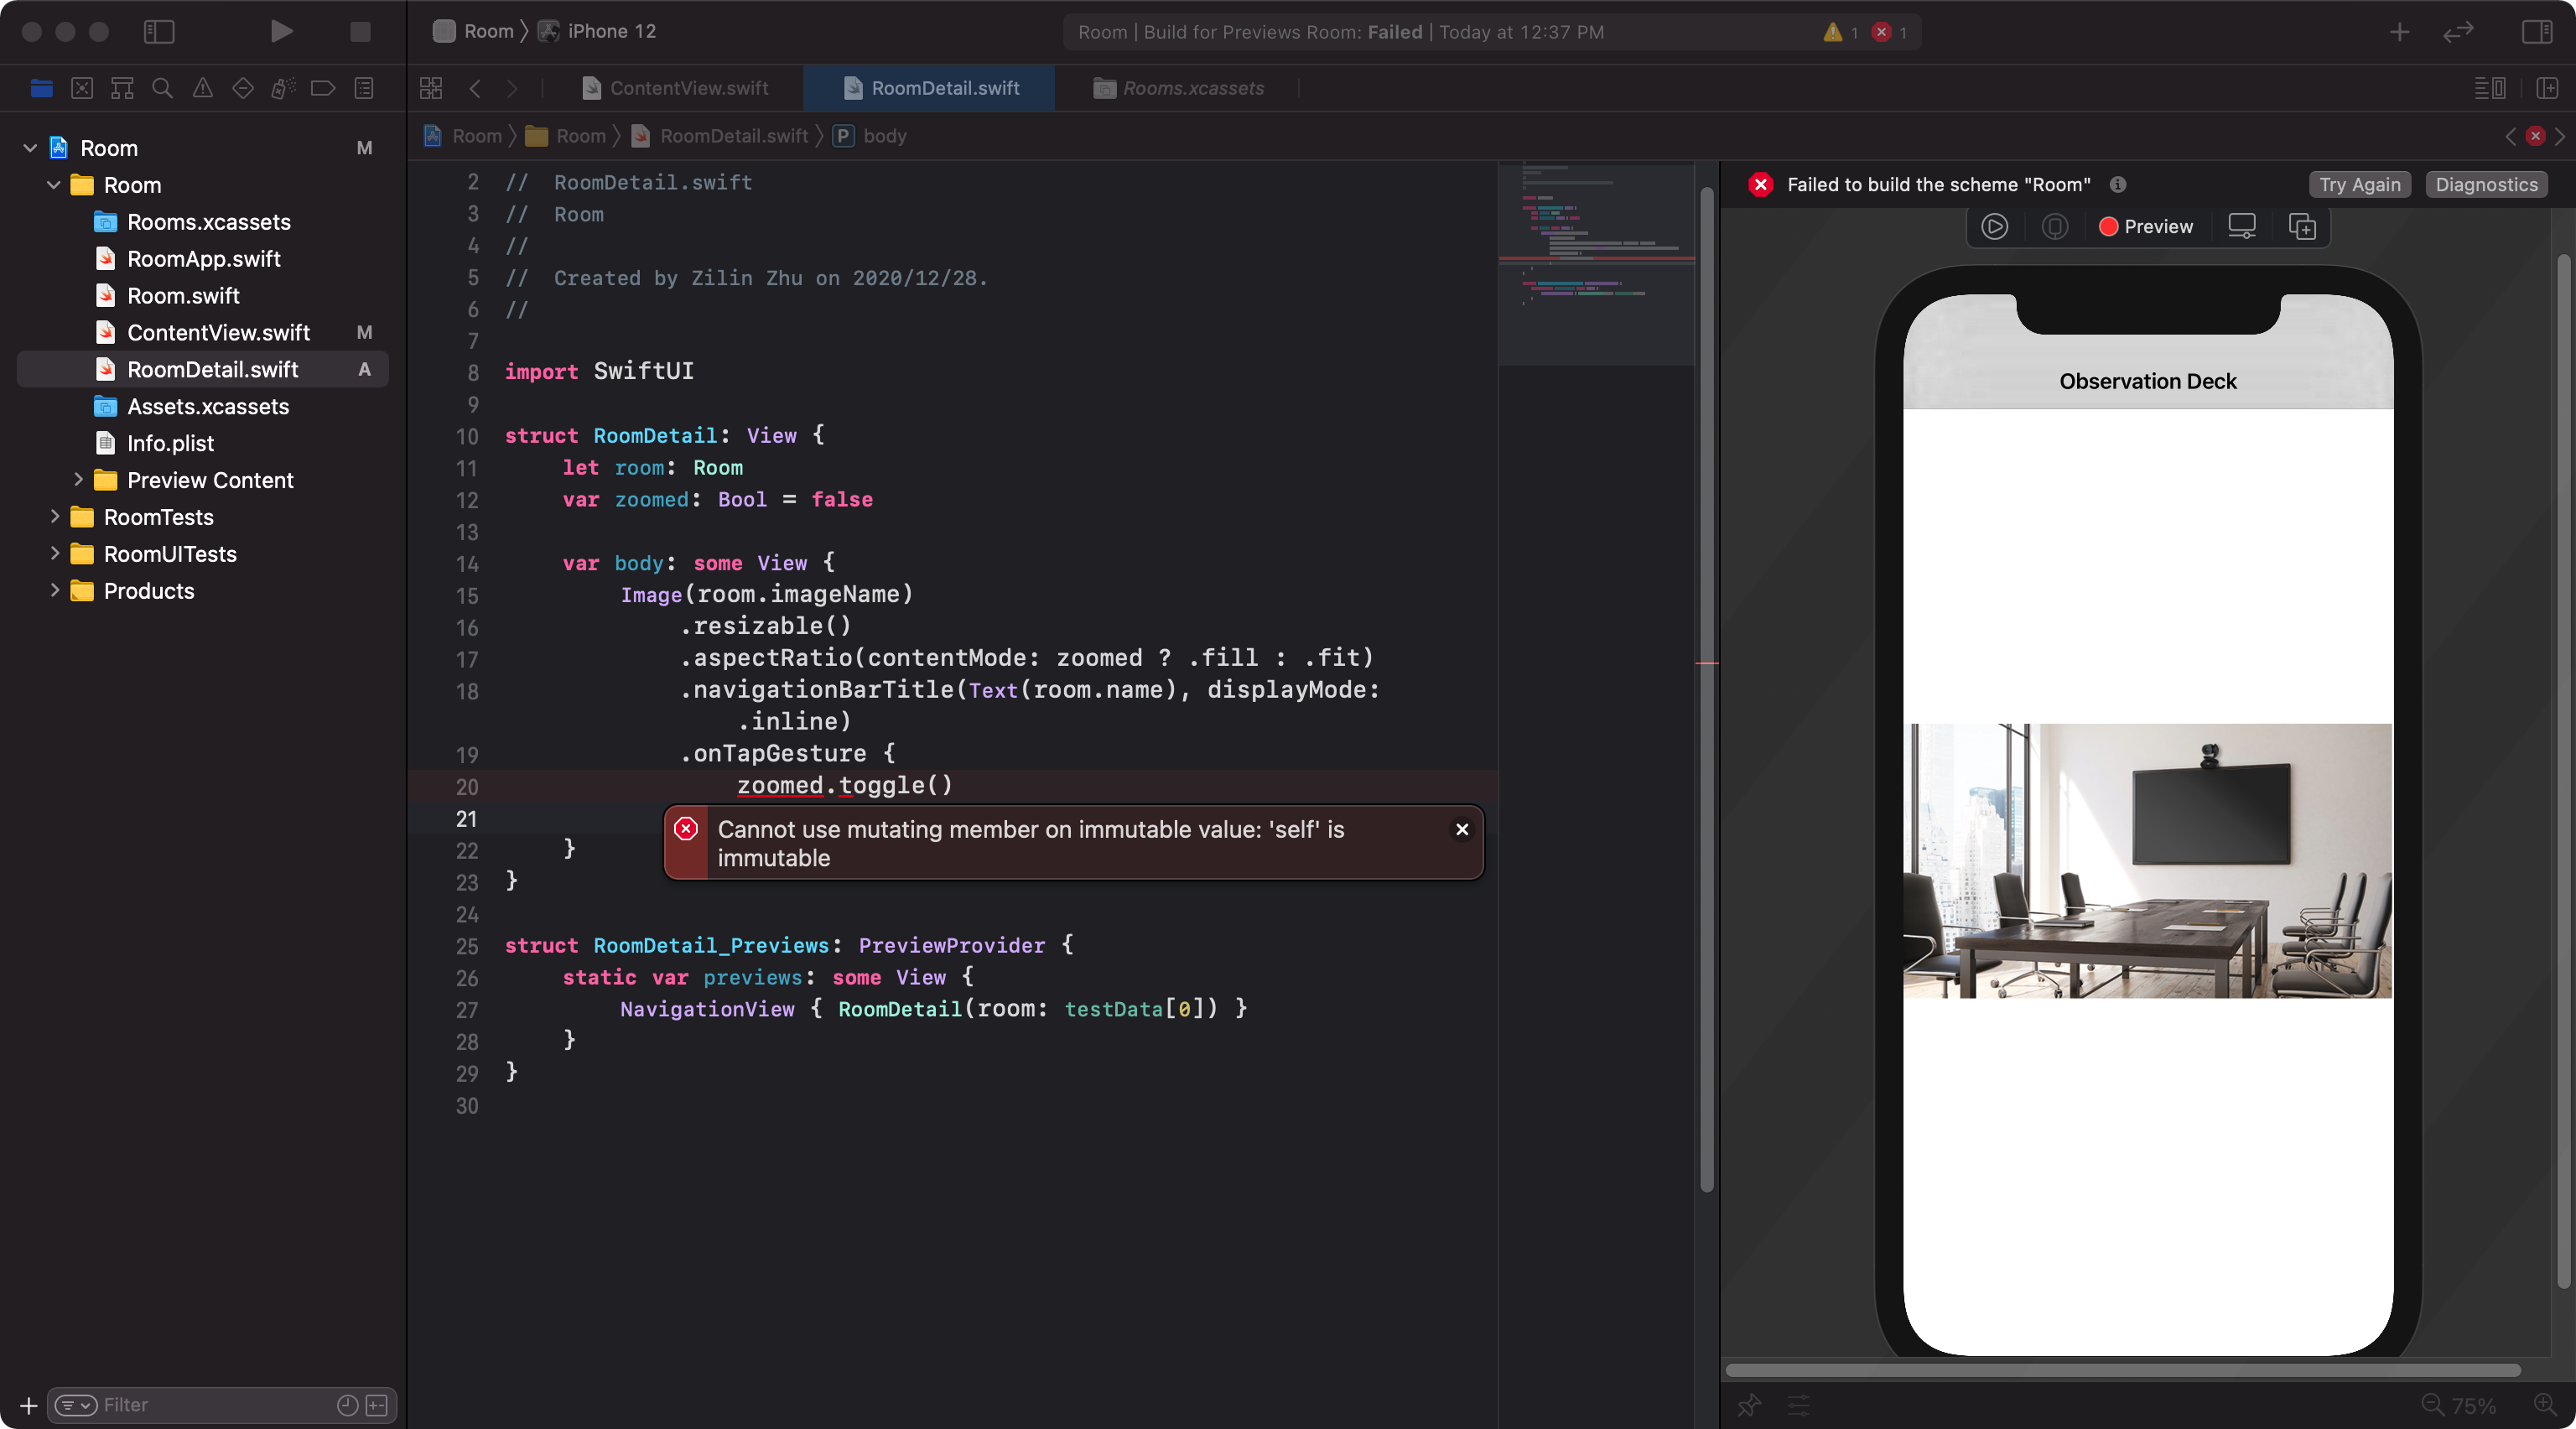 Room
iPhone 12
Room | Build for Previews Room: Failed | Today at 12:37 PM
1
1
ContentView.swift
RoomDetail.swift
Rooms.xcassets
Room
Room
RoomDetail.swift
P
body
Room
M
Room
Rooms.xcassets
RoomApp.swift
Room.swift
ContentView.swift
M
RoomDetail.swift
A
Assets.xcassets
Info.plist
Preview Content
RoomTests
RoomUITests
Products
Filter
2 //  RoomDetail.swift
3 //  Room
4 //
5 //  Created by Zilin Zhu on 2020/12/28.
6 //
7
8 import SwiftUI
9
10 struct RoomDetail: View {
11     let room: Room
12     var zoomed: Bool = false
13
14     var body: some View {
15         Image(room.imageName)
16             .resizable()
17             .aspectRatio(contentMode: zoomed ? .fill : .fit)
18             .navigationBarTitle(Text(room.name), displayMode:
                .inline)
19             .onTapGesture {
20                 zoomed.toggle()
21
Cannot use mutating member on immutable value: 'self' is
immutable
22     }
23 }
24
25 struct RoomDetail_Previews: PreviewProvider {
26     static var previews: some View {
27         NavigationView { RoomDetail(room: testData[0]) }
28     }
29 }
30
Failed to build the scheme "Room"
Try Again
Diagnostics
Preview
Observation Deck
75%